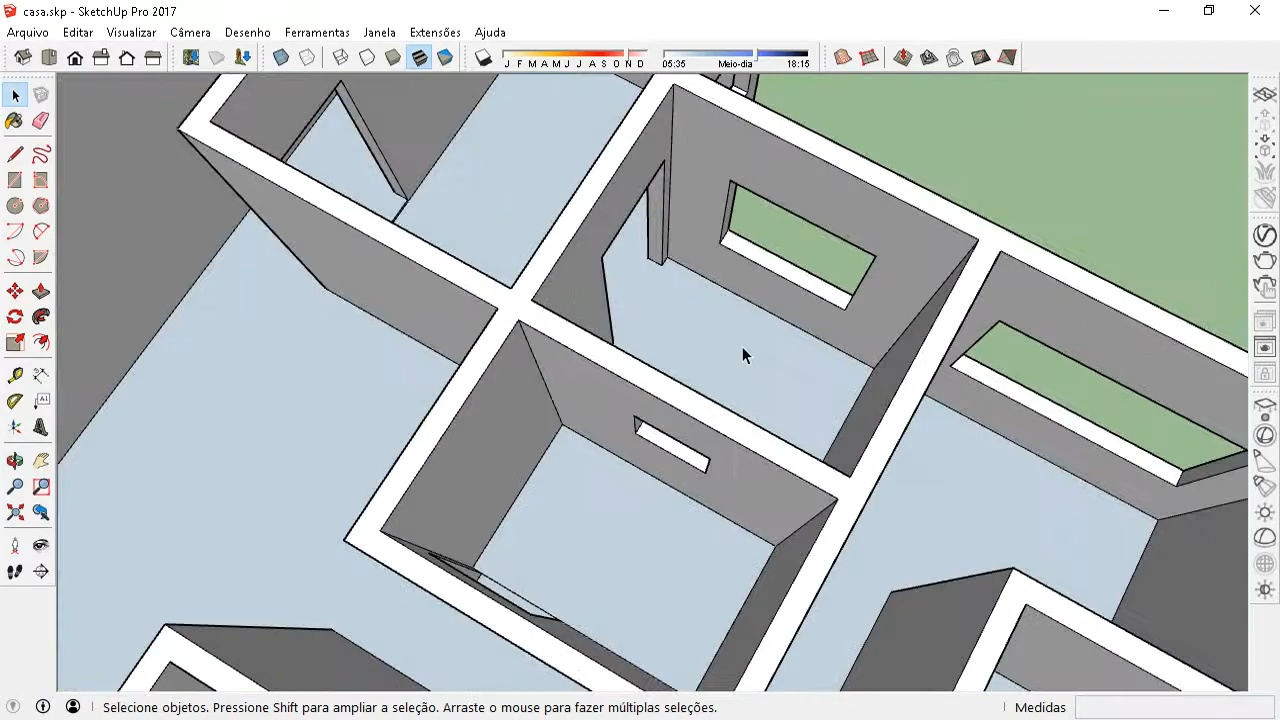 casa.skp - SketchUp Pro 2017
Arquivo Editar Visualizar Câmera Desenho Ferramentas Janela Extensões Ajuda
J F M A M J J A S O N D 05:35 Meio-dia 18:15
A1
Selecione objetos. Pressione Shift para ampliar a seleção. Arraste o mouse para fazer múltiplas seleções. Medidas